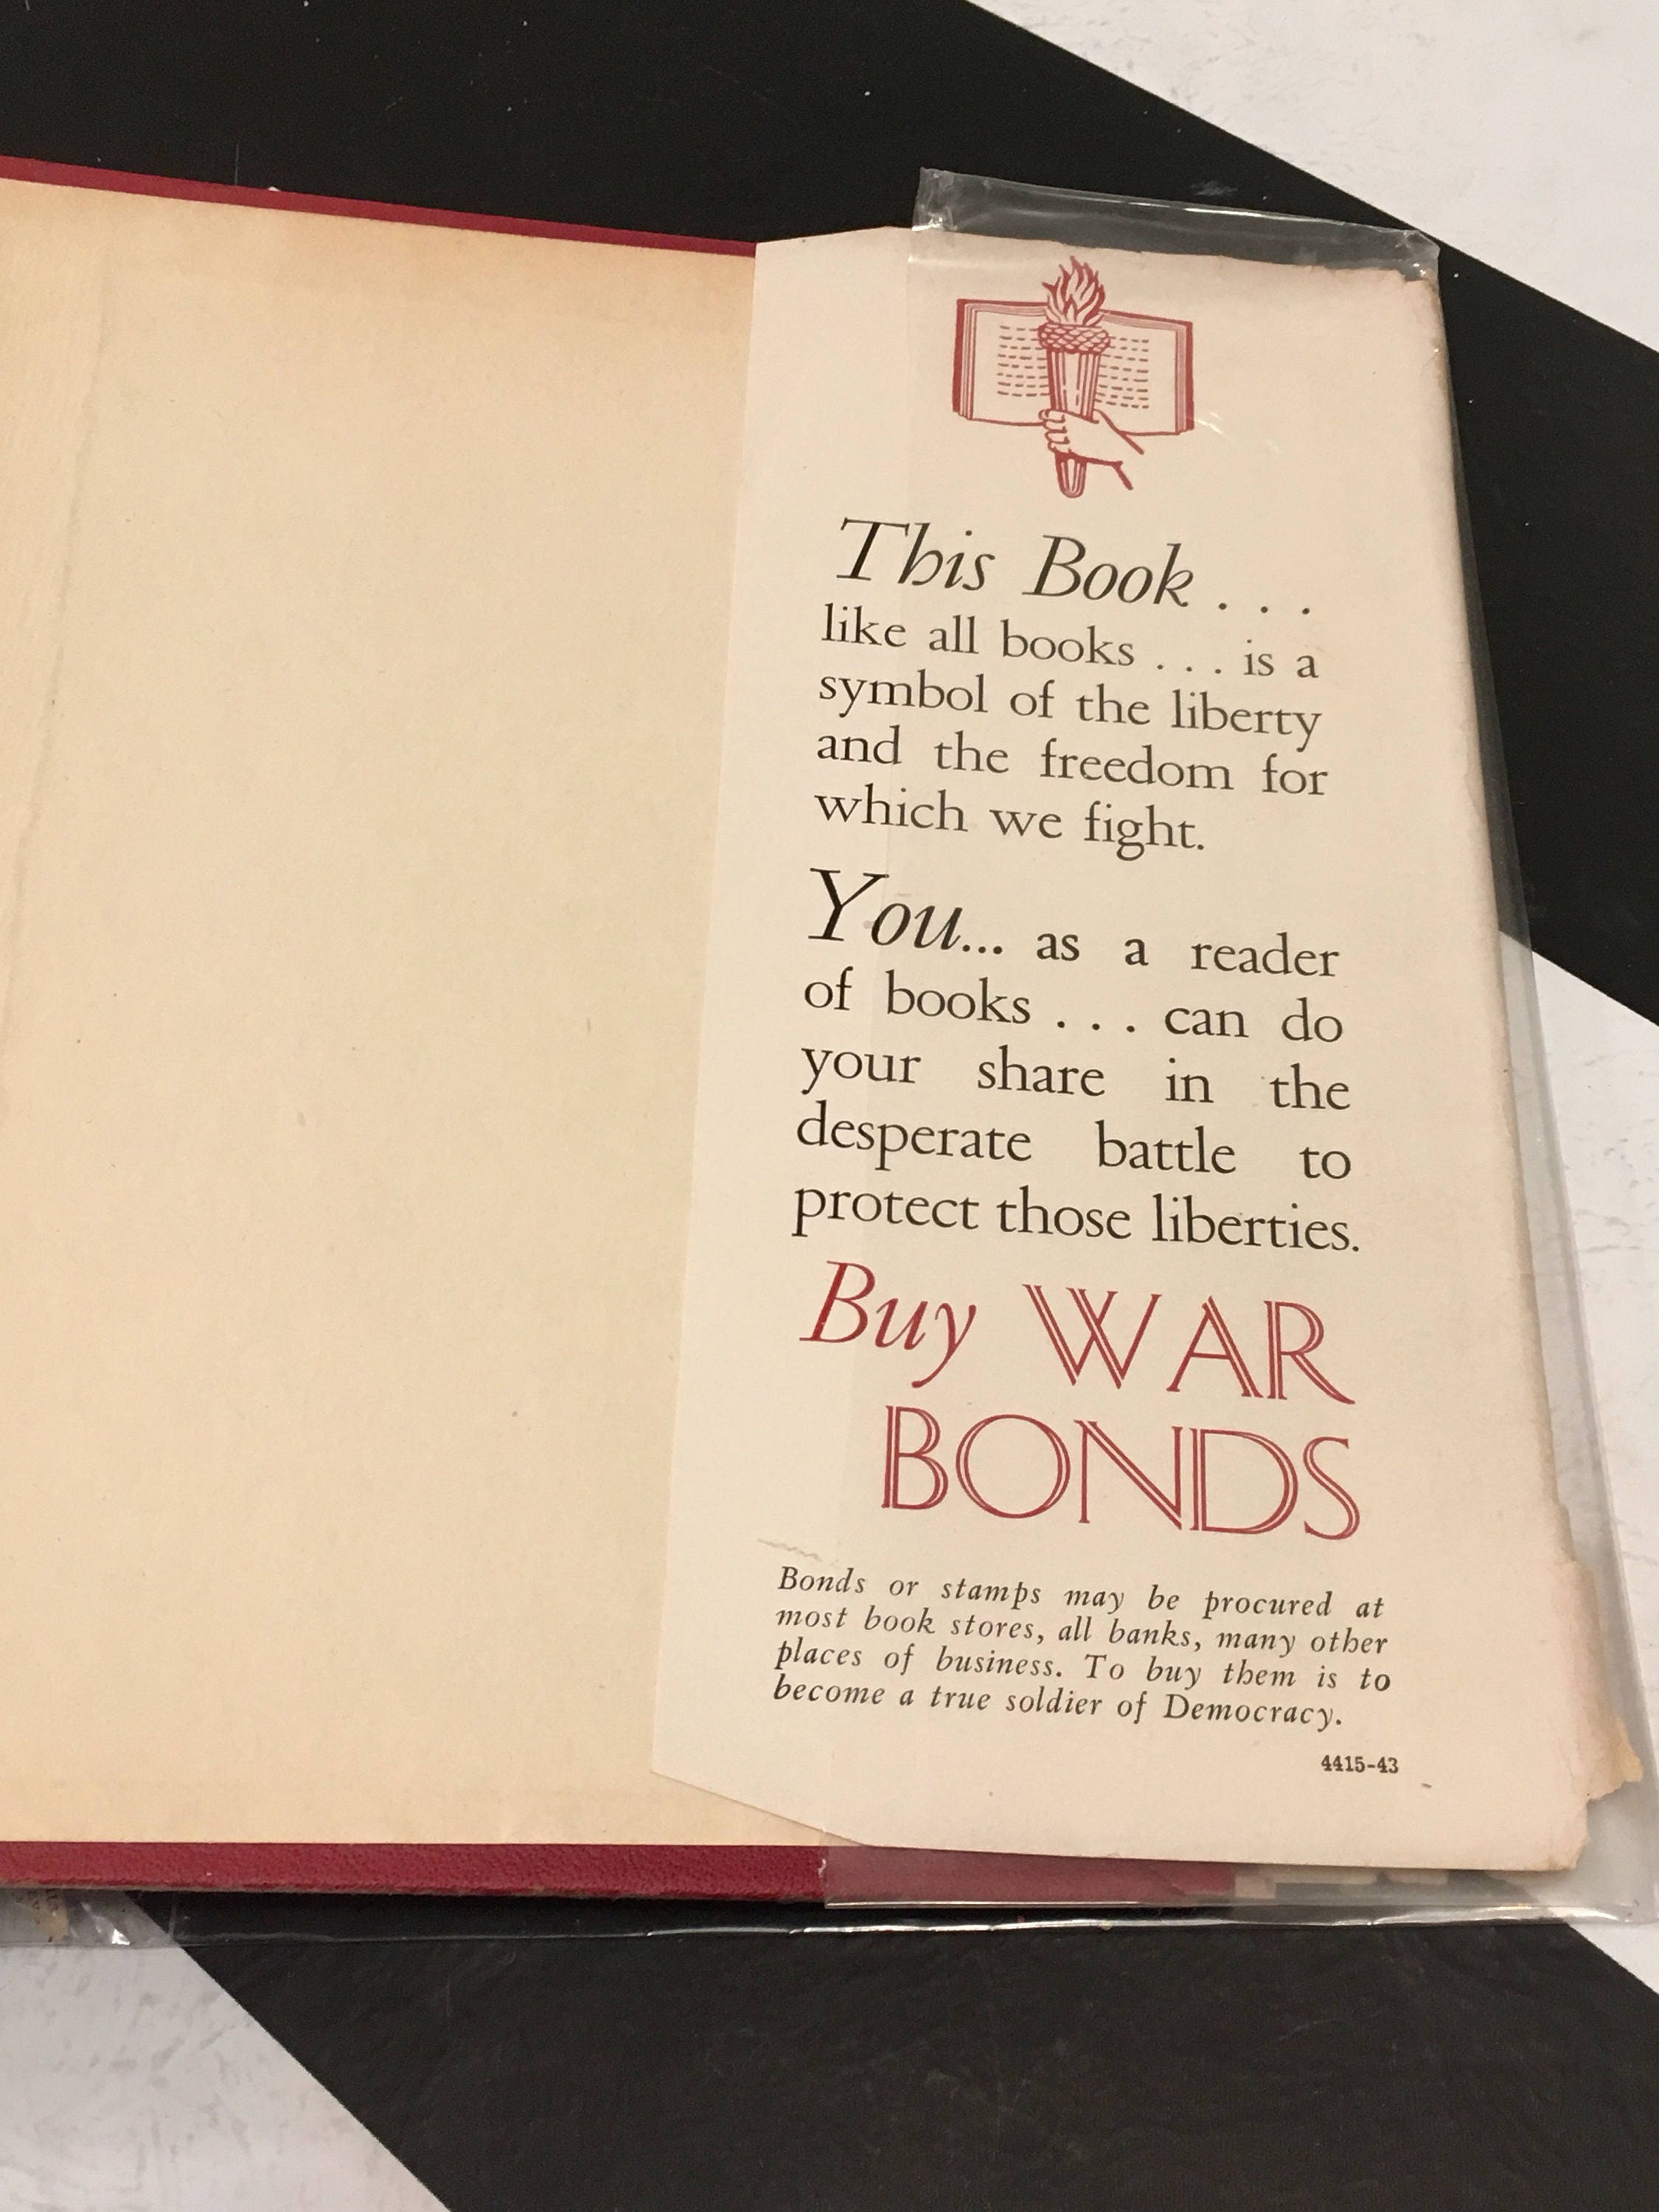 This Book . . .
like all books . . . is a
symbol of the liberty
and the freedom for
which we fight.
You... as a reader
of books . . . can do
your share in the
desperate battle to
protect those liberties.
Buy WAR
BONDS
Bonds or stamps may be procured at
most book stores, all banks, many other
places of business. To buy them is to
become a true soldier of Democracy.
4415-43